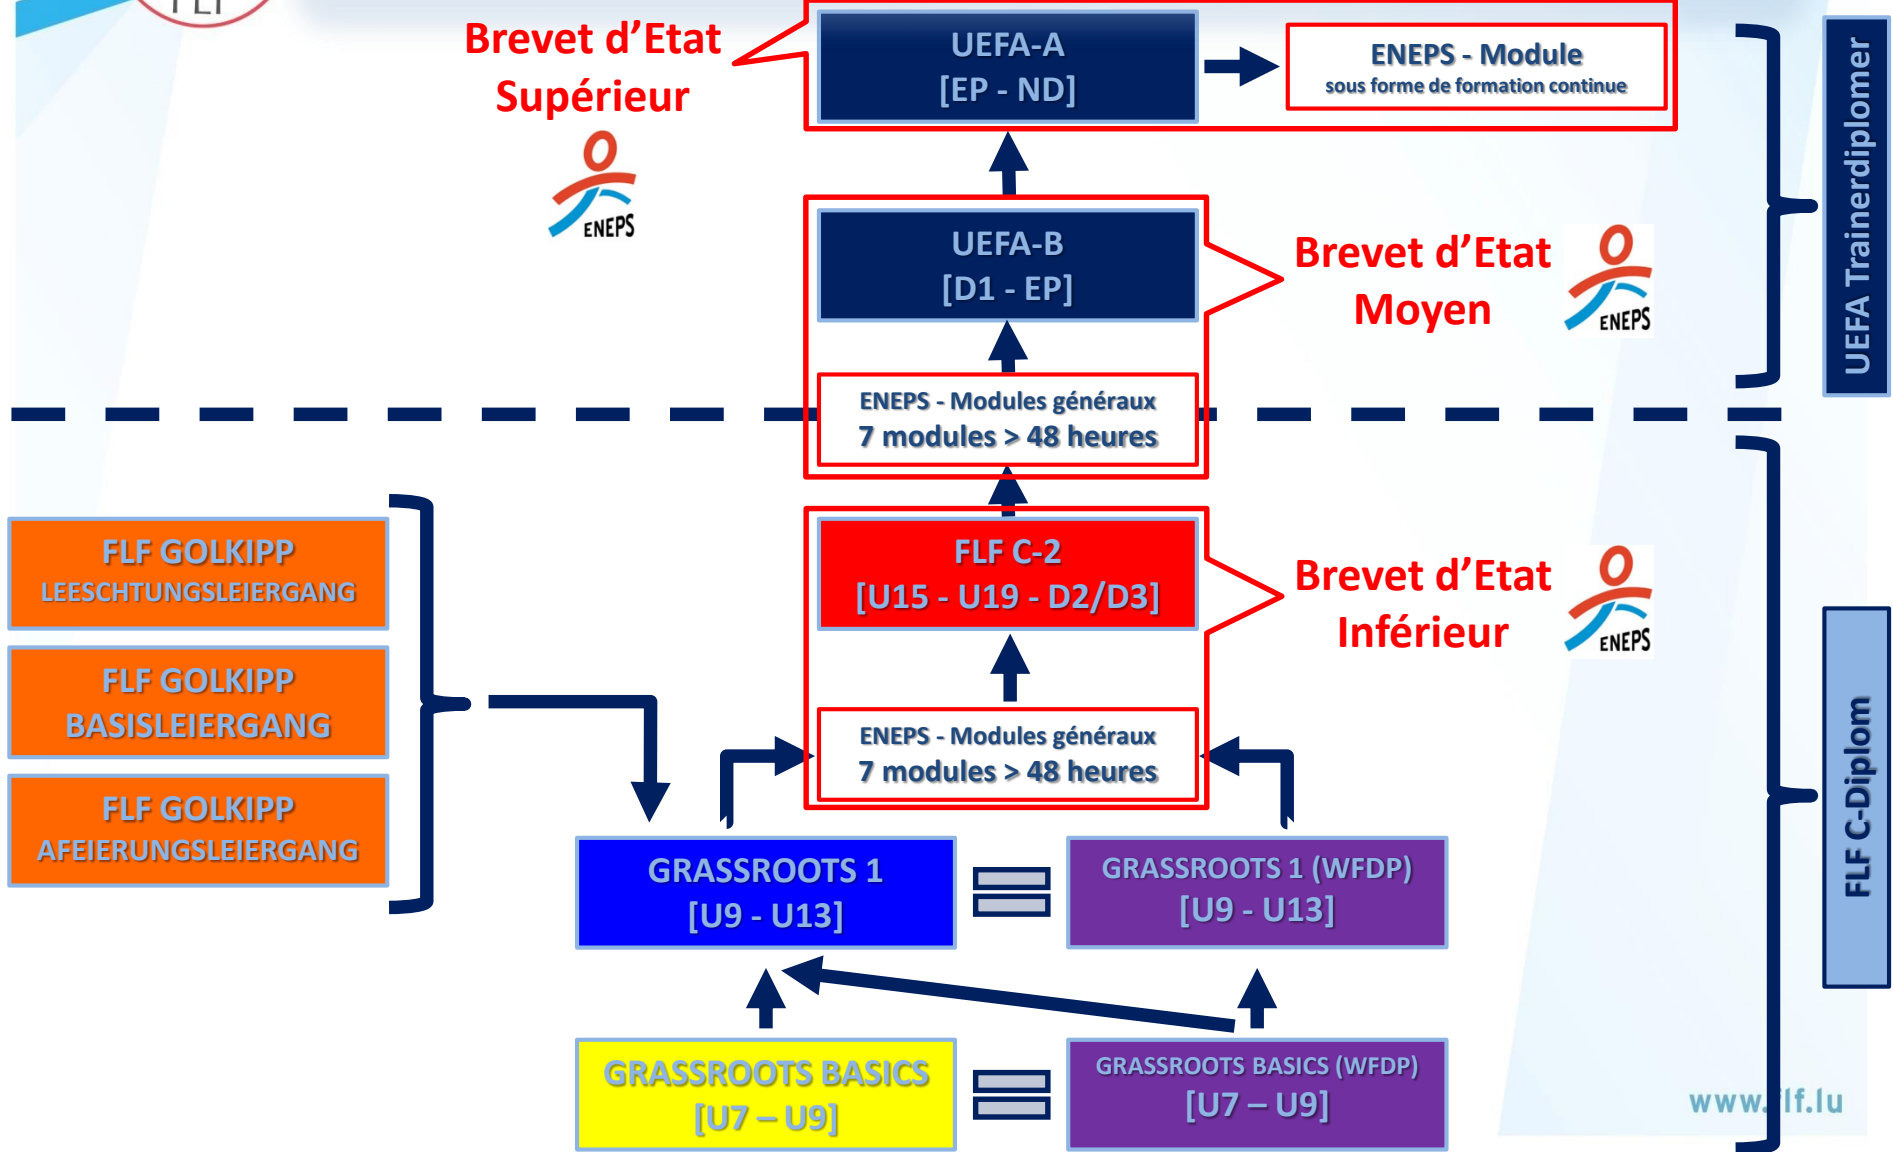 FLF
Brevet d’Etat
Supérieur
ENEPS
UEFA-A
[EP - ND]
ENEPS - Module
sous forme de formation continue
UEFA Trainerdiplomer
UEFA-B
[D1 - EP]
Brevet d’Etat
Moyen
ENEPS
ENEPS - Modules généraux
7 modules > 48 heures
FLF GOLKIPP
LEESCHTUNGSLEIERGANG
FLF GOLKIPP
BASISLEIERGANG
FLF GOLKIPP
AFEIERUNGSLEIERGANG
FLF C-2
[U15 - U19 - D2/D3]
Brevet d’Etat
Inférieur
ENEPS
ENEPS - Modules généraux
7 modules > 48 heures
FLF C-Diplom
GRASSROOTS 1
[U9 - U13]
GRASSROOTS 1 (WFDP)
[U9 - U13]
GRASSROOTS BASICS
[U7 – U9]
GRASSROOTS BASICS (WFDP)
[U7 – U9]
www.flf.lu